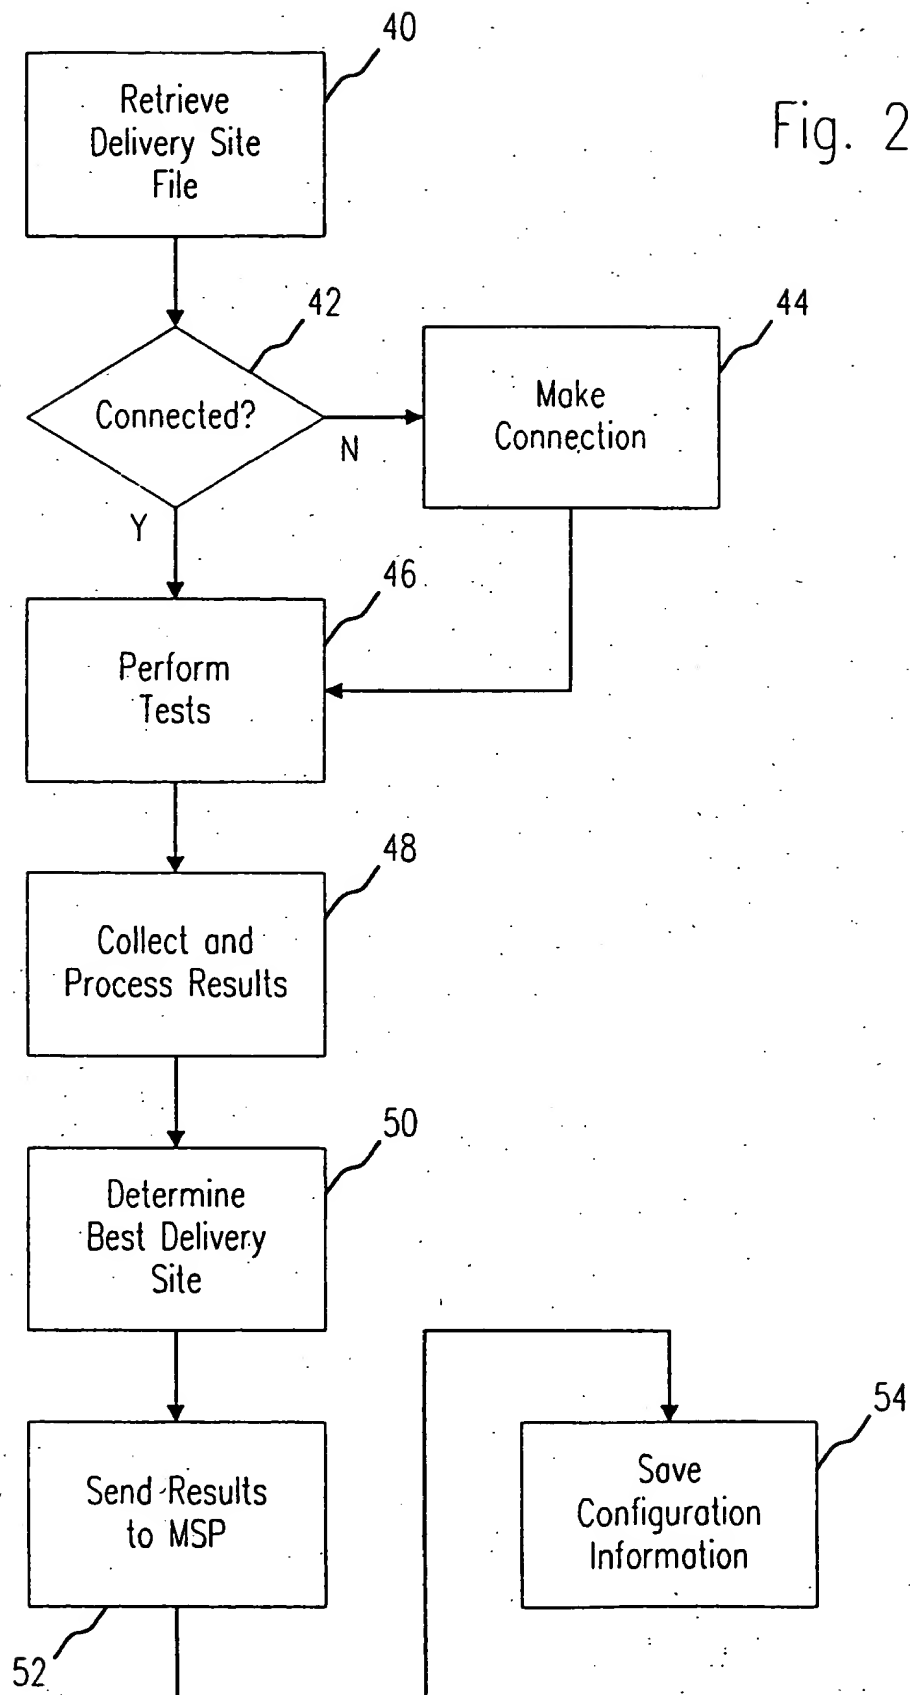 40
Retrieve
Delivery Site
File
Fig. 2
42
Connected?
N
Y
44
Make
Connection
46
Perform
Tests
48
Collect and
Process Results
50
Determine
Best Delivery
Site
Send Results
to MSP
52
54
Save
Configuration
Information